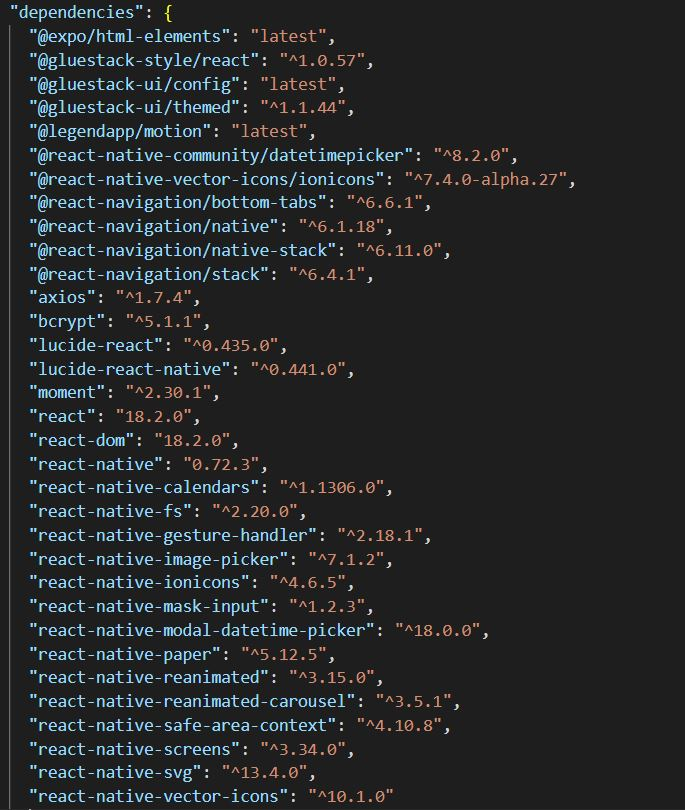 "dependencies": {
"@expo/html-elements": "latest",
"@gluestack-style/react": "^1.0.57",
"@gluestack-ui/config": "latest",
"@gluestack-ui/themed": "^1.1.44",
"@legendapp/motion": "latest",
"@react-native-community/datetimepicker": "^8.2.0",
"@react-native-vector-icons/ionicons": "^7.4.0-alpha.27",
"@react-navigation/bottom-tabs": "^6.6.1",
"@react-navigation/native": "^6.1.18",
"@react-navigation/native-stack": "^6.11.0",
"@react-navigation/stack": "^6.4.1",
"axios": "^1.7.4",
"bcrypt": "^5.1.1",
"lucide-react": "^0.435.0",
"lucide-react-native": "^0.441.0",
"moment": "^2.30.1",
"react": "18.2.0",
"react-dom": "18.2.0",
"react-native": "0.72.3",
"react-native-calendars": "^1.1306.0",
"react-native-fs": "^2.20.0",
"react-native-gesture-handler": "^2.18.1",
"react-native-image-picker": "^7.1.2",
"react-native-ionicons": "^4.6.5",
"react-native-mask-input": "^1.2.3",
"react-native-modal-datetime-picker": "^18.0.0",
"react-native-paper": "^5.12.5",
"react-native-reanimated": "^3.15.0",
"react-native-reanimated-carousel": "^3.5.1",
"react-native-safe-area-context": "^4.10.8",
"react-native-screens": "^3.34.0",
"react-native-svg": "^13.4.0",
"react-native-vector-icons": "^10.1.0"